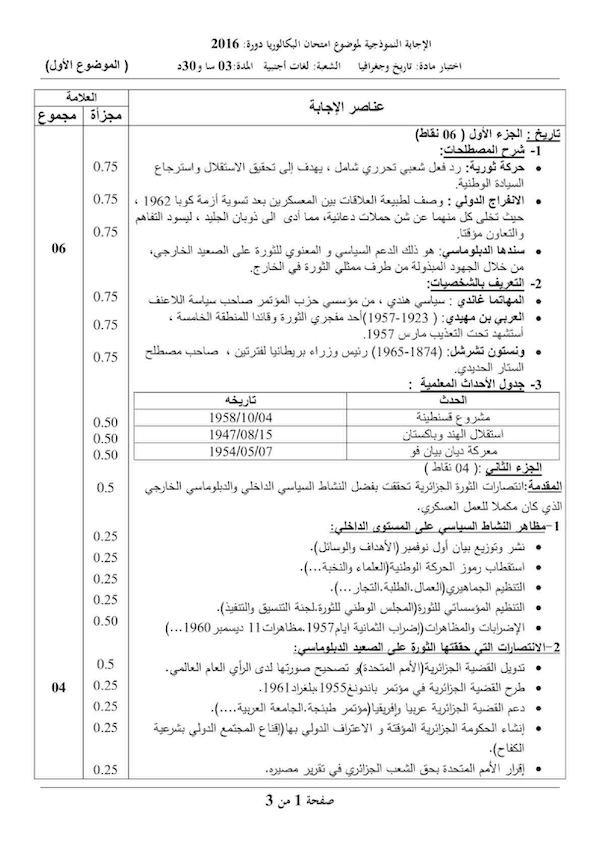 الإجابة النموذجية لموضوع امتحان البكالوريا دورة: 2016
اختبار مادة: تاريخ وجغرافيا الشعبة: لغات أجنبية المدة:03 سا و30د ( الموضوع الأول)
عناصر الإجابة العلامة
مجزأة مجموع
تاريخ : الجزء الأول ( 06 نقاط)
1- شرح المصطلحات:
• حركة ثورية: رد فعل شعبي تحرري شامل ، يهدف إلى تحقيق الاستقلال واسترجاع 0.75
السيادة الوطنية.
• الانفراج الدولي : وصف لطبيعة العلاقات بين المعسكرين بعد تسوية أزمة كوبا 1962 ، 0.75
حيث تخلى كل منهما عن شن حملات دعائية، مما أدى الى ذوبان الجليد ، ليسود التفاهم
والتعاون مؤقتا. 0.75
• سندها الدبلوماسي: هو ذلك الدعم السياسي و المعنوي للثورة على الصعيد الخارجي، 06
من خلال الجهود المبذولة من طرف ممثلي الثورة في الخارج.
2- التعريف بالشخصيات:
• المهاتما غاندي : سياسي هندي ، من مؤسسي حزب المؤتمر صاحب سياسة اللاعنف 0.75
• العربي بن مهيدي: ( 1923-1957)أحد مفجري الثورة وقائدا للمنطقة الخامسة ، 0.75
أستشهد تحت التعذيب مارس 1957.
• ونستون تشرشل: (1874-1965) رئيس وزراء بريطانيا لفترتين ، صاحب مصطلح 0.75
الستار الحديدي.
3- جدول الأحداث المعلمية :
الحدث تاريخه
مشروع قسنطينة 1958/10/04 0.50
استقلال الهند وباكستان 1947/08/15 0.50
معركة ديان بيان فو 1954/05/07 0.50
الجزء الثاني :( 04 نقاط )
المقدمة:انتصارات الثورة الجزائرية تحققت بفضل النشاط السياسي الداخلي والدبلوماسي الخارجي 0.5
الذي كان مكملا للعمل العسكري.
1-مظاهر النشاط السياسي على المستوى الداخلي:
• نشر وتوزيع بيان أول نوفمبر(الأهداف والوسائل). 0.25
• استقطاب رموز الحركة الوطنية(العلماء والنخبة...). 0.25
• التنظيم الجماهيري(العمال.الطلبة.التجار...). 0.25
• التنظيم المؤسساتي للثورة(المجلس الوطني للثورة.لجنة التنسيق والتنفيذ). 0.25
• الإضرابات والمظاهرات(إضراب الثمانية ايام1957.مظاهرات11 ديسمبر 1960...) 0.50
2-الانتصارات التي حققتها الثورة على الصعيد الدبلوماسي:
• تدويل القضية الجزائرية(الأمم المتحدة)و تصحيح صورتها لدى الرأي العام العالمي. 0.5
• طرح القضية الجزائرية في مؤتمر باندونغ1955،بلغراد1961. 0.25 04
• دعم القضية الجزائرية عربيا وإفريقيا(مؤتمر طبنجة.الجامعة العربية....). 0.25
• إنشاء الحكومة الجزائرية المؤقتة و الاعتراف الدولي بها(إقناع المجتمع الدولي بشرعية 0.25
الكفاح).
• إقرار الأمم المتحدة بحق الشعب الجزائري في تقرير مصيره. 0.25
صفحة 1 من 3